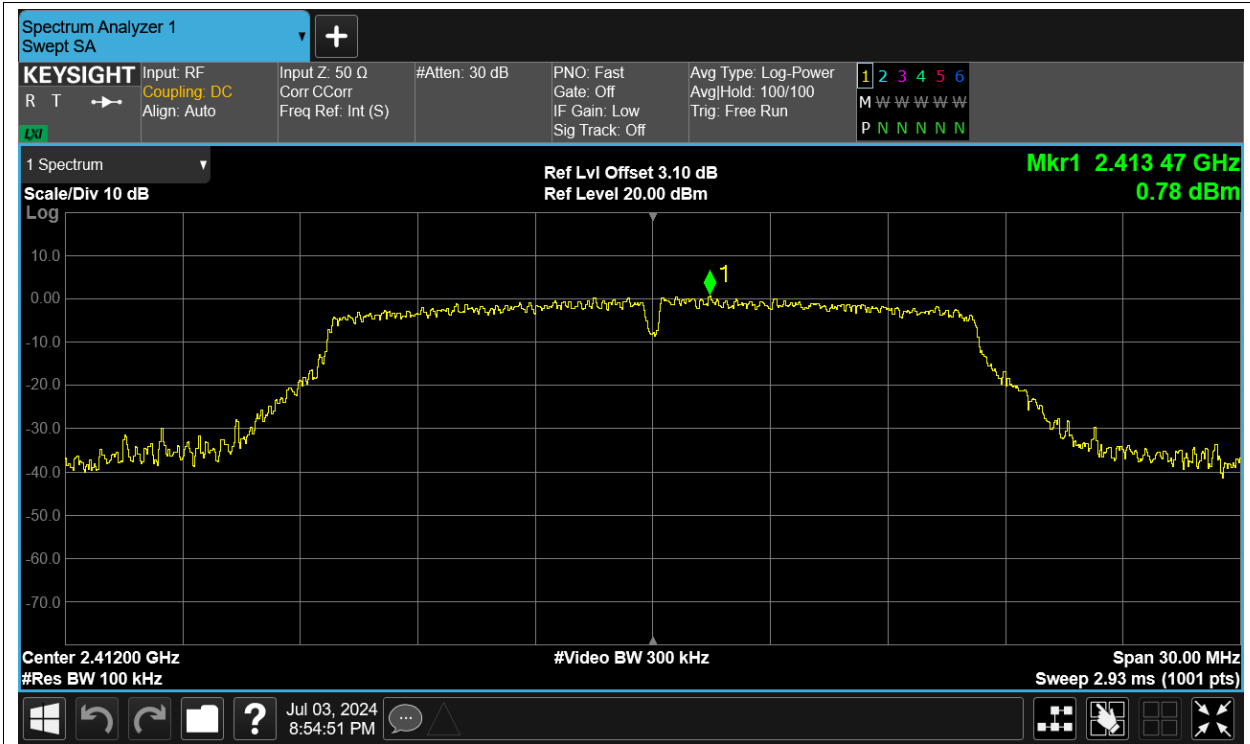 Spectrum Analyzer 1
Swept SA
+
KEYSIGHT
R T
LXI
Input: RF
Coupling: DC
Align: Auto
Input Z: 50 Ω
Corr CCorr
Freq Ref: Int (S)
#Atten: 30 dB
PNO: Fast
Gate: Off
IF Gain: Low
Sig Track: Off
Avg Type: Log-Power
Avg|Hold: 100/100
Trig: Free Run
1 2 3 4 5 6
M W W W W W
P N N N N N
1 Spectrum
Scale/Div 10 dB
Log
Ref Lvl Offset 3.10 dB
Ref Level 20.00 dBm
Mkr1 2.413 47 GHz
0.78 dBm
10.0
0.00
-10.0
-20.0
-30.0
-40.0
-50.0
-60.0
-70.0
1
Center 2.41200 GHz
#Res BW 100 kHz
#Video BW 300 kHz
Span 30.00 MHz
Sweep 2.93 ms (1001 pts)
?
Jul 03, 2024
8:54:51 PM